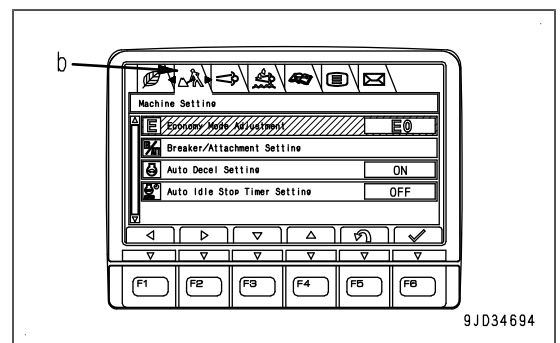 b
Machine Setting
E Economy Mode Adjustment E0
Breaker/Attachment Setting
Auto Decel Setting ON
Auto Idle Stop Timer Setting OFF
F1 F2 F3 F4 F5 F6
9JD34694